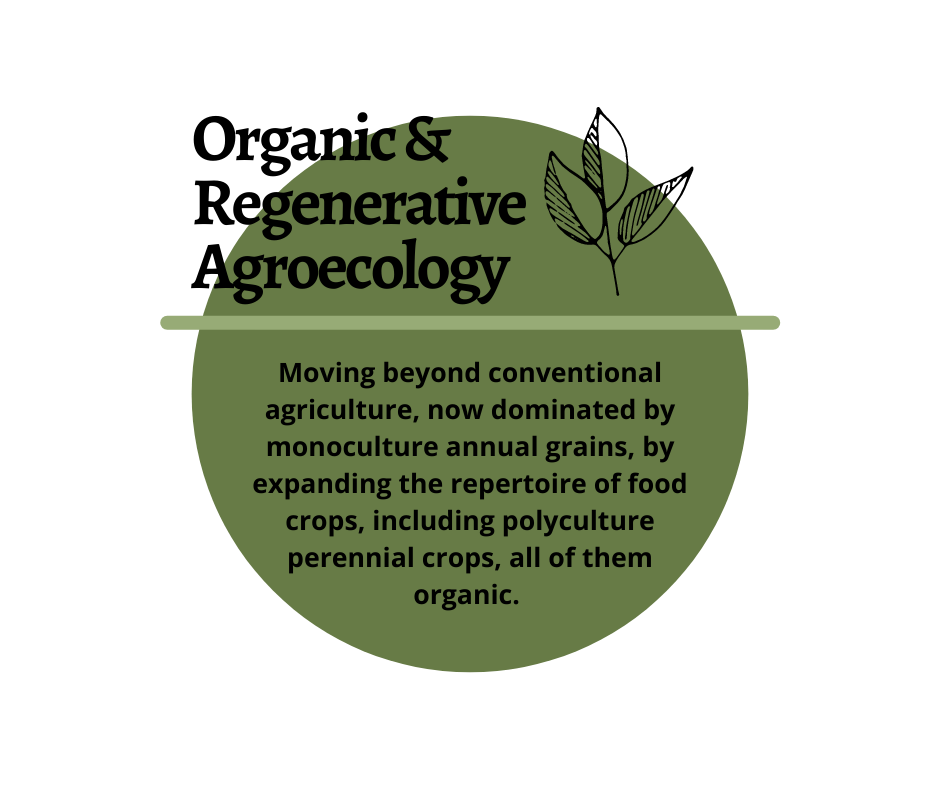 Organic &
Regenerative
Agroecology
Moving beyond conventional
agriculture, now dominated by
monoculture annual grains, by
expanding the repertoire of food
crops, including polyculture
perennial crops, all of them
organic.